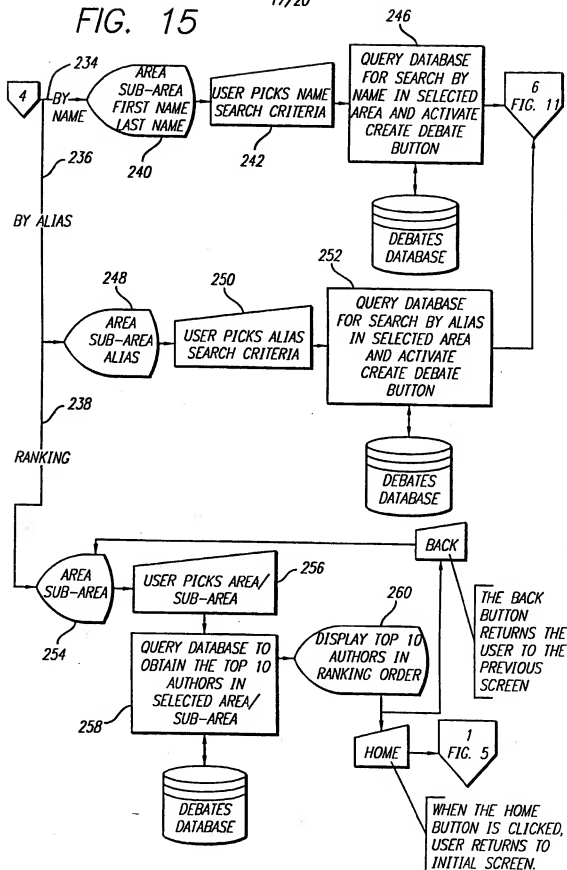 17/20
FIG. 15
234
4
BY
NAME
AREA
SUB-AREA
FIRST NAME
LAST NAME
240
USER PICKS NAME
SEARCH CRITERIA
242
246
QUERY DATABASE
FOR SEARCH BY
NAME IN SELECTED
AREA AND ACTIVATE
CREATE DEBATE
BUTTON
6
FIG. 11
DEBATES
DATABASE
236
BY ALIAS
248
AREA
SUB-AREA
ALIAS
250
USER PICKS ALIAS
SEARCH CRITERIA
252
QUERY DATABASE
FOR SEARCH BY ALIAS
IN SELECTED AREA
AND ACTIVATE
CREATE DEBATE
BUTTON
DEBATES
DATABASE
238
RANKING
AREA
SUB-AREA
254
USER PICKS AREA/
SUB-AREA
256
QUERY DATABASE TO
OBTAIN THE TOP 10
AUTHORS IN
SELECTED AREA/
SUB-AREA
258
DEBATES
DATABASE
260
DISPLAY TOP 10
AUTHORS IN
RANKING ORDER
BACK
THE BACK
BUTTON
RETURNS THE
USER TO THE
PREVIOUS
SCREEN
HOME
1
FIG. 5
WHEN THE HOME
BUTTON IS CLICKED,
USER RETURNS TO
INITIAL SCREEN.